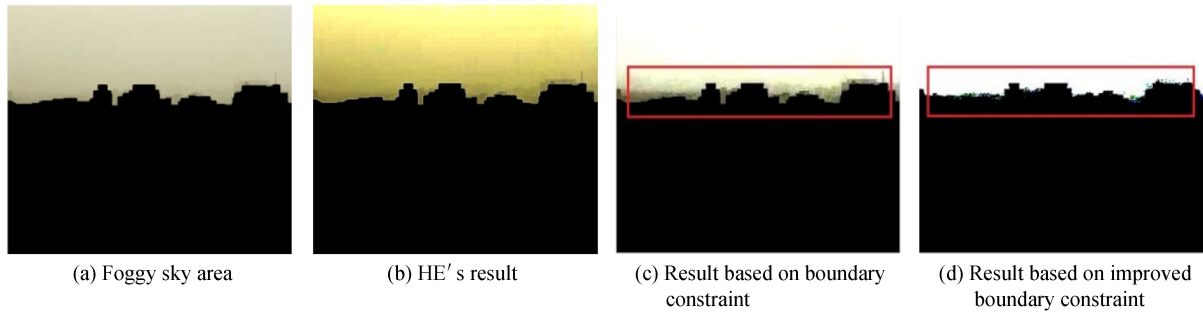 (a) Foggy sky area
(b) HE′ s result
(c) Result based on boundary
constraint
(d) Result based on improved
boundary constraint